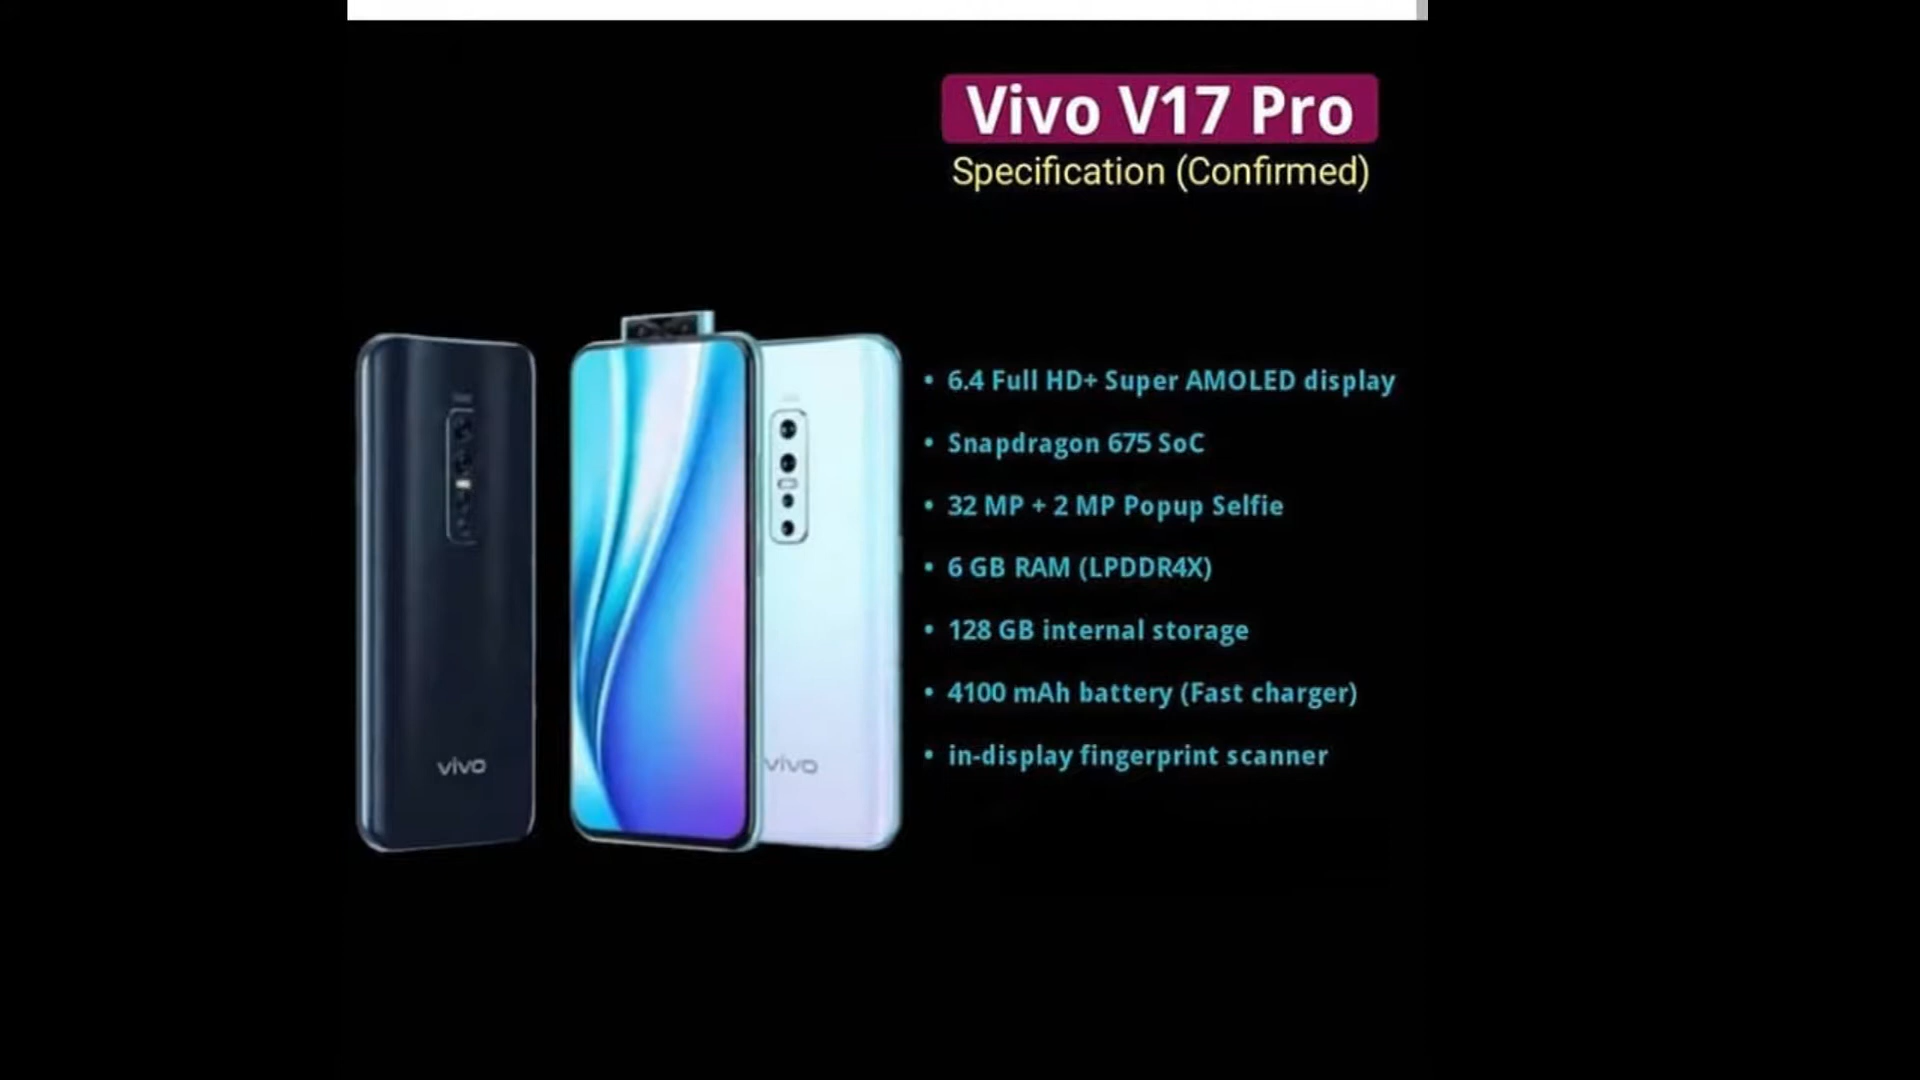 Vivo V17 Pro
Specification (Confirmed)
• 6.4 Full HD+ Super AMOLED display
• Snapdragon 675 SoC
• 32 MP + 2 MP Popup Selfie
• 6 GB RAM (LPDDR4X)
• 128 GB internal storage
• 4100 mAh battery (Fast charger)
• in-display fingerprint scanner
vivo
vivo